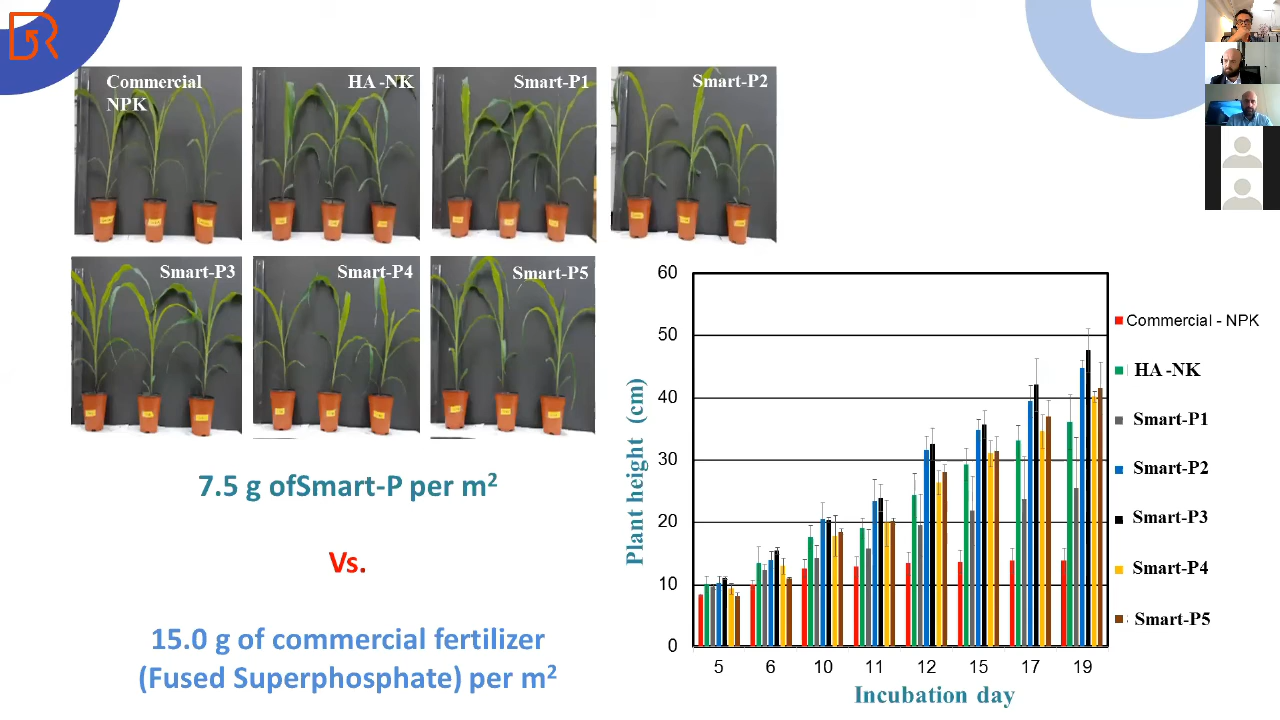 Commercial
NPK
HA-NK
Smart-P1
Smart-P2
Smart-P3
Smart-P4
Smart-P5
7.5 g ofSmart-P per m²
Vs.
15.0 g of commercial fertilizer
(Fused Superphosphate) per m²
Plant height (cm)
60
50
40
30
20
10
0
5 6 10 11 12 15 17 19
Incubation day
Commercial - NPK
HA-NK
Smart-P1
Smart-P2
Smart-P3
Smart-P4
Smart-P5